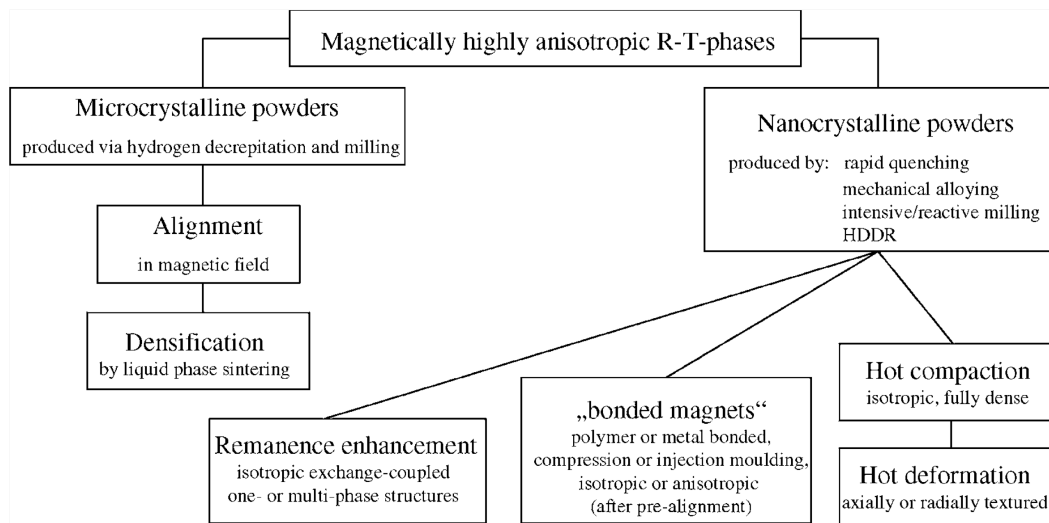 Magnetically highly anisotropic R-T-phases
Microcrystalline powders
produced via hydrogen decrepitation and milling
Alignment
in magnetic field
Densification
by liquid phase sintering
Nanocrystalline powders
produced by: rapid quenching
mechanical alloying
intensive/reactive milling
HDDR
Remanence enhancement
isotropic exchange-coupled
one- or multi-phase structures
„bonded magnets“
polymer or metal bonded,
compression or injection moulding,
isotropic or anisotropic
(after pre-alignment)
Hot compaction
isotropic, fully dense
Hot deformation
axially or radially textured